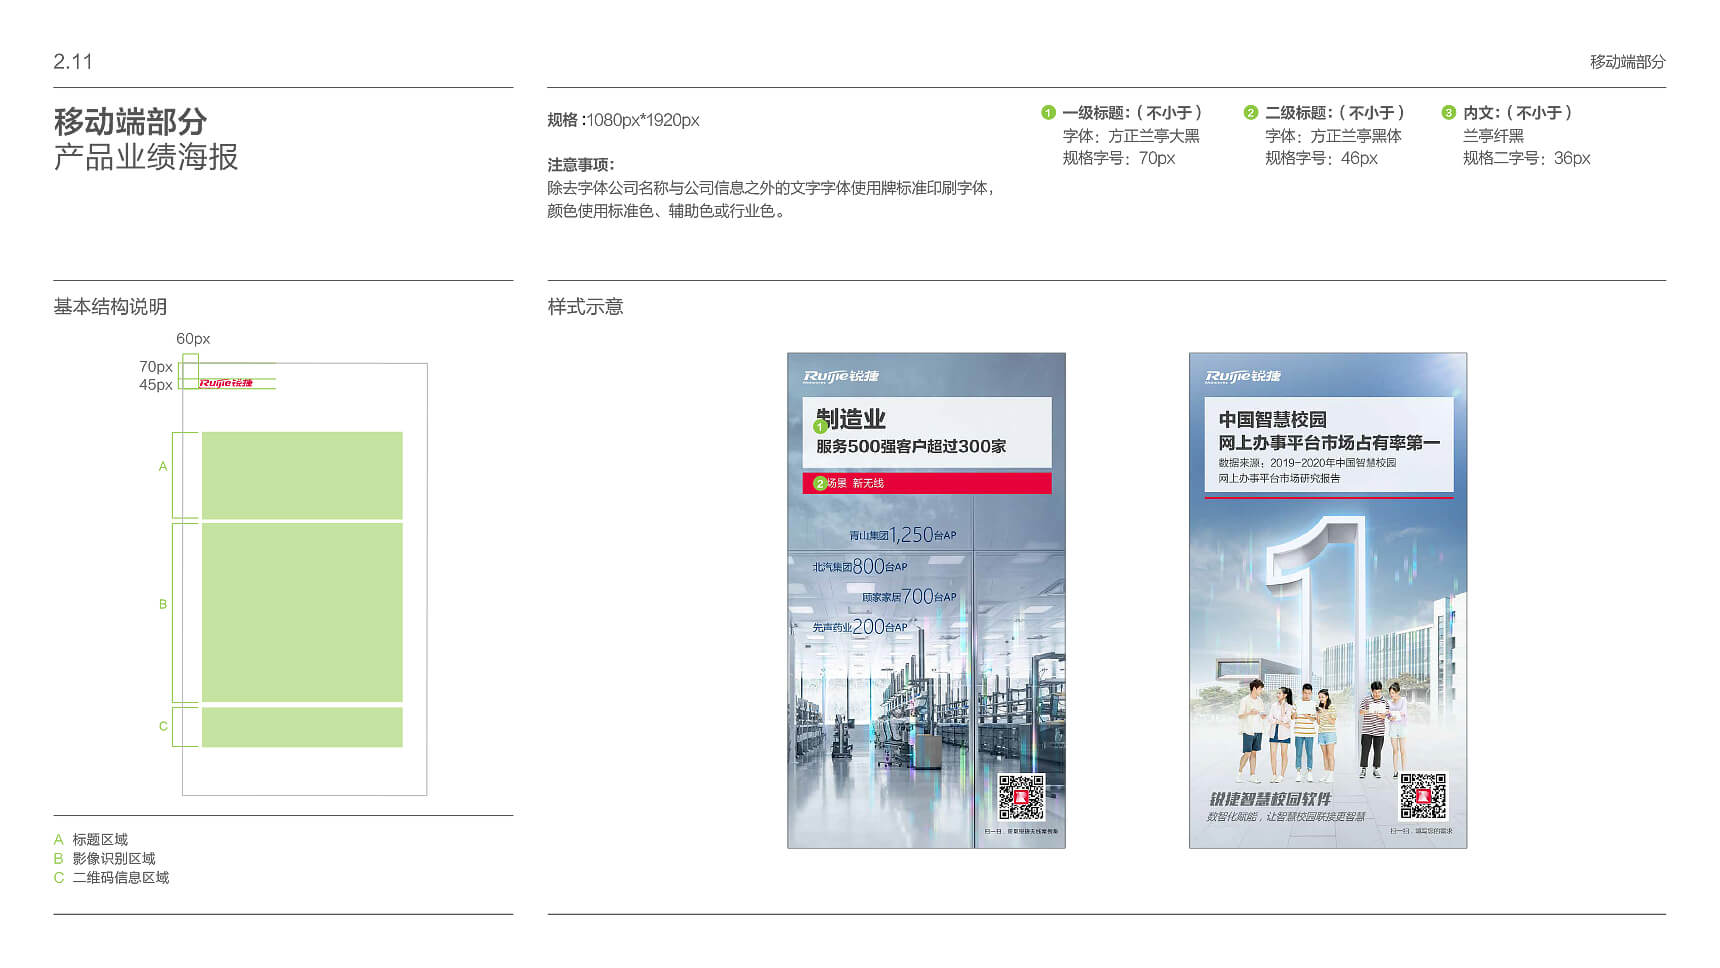 2.11
移动端部分
移动端部分
产品业绩海报
规格:1080px*1920px
注意事项:
除去字体公司名称与公司信息之外的文字字体使用牌标准印刷字体,
颜色使用标准色、辅助色或行业色。
1 一级标题:(不小于)
字体：方正兰亭大黑
规格字号：70px
2 二级标题:(不小于)
字体：方正兰亭黑体
规格字号：46px
3 内文:(不小于)
兰亭纤黑
规格二字号：36px
基本结构说明
60px
70px
45px
Ruijie锐捷
A
B
C
A 标题区域
B 影像识别区域
C 二维码信息区域
样式示意
Ruijie锐捷
制造业
1
服务500强客户超过300家
2场景 新无线
青山集团1,250台AP
北汽集团800台AP
顾家家居700台AP
先声药业200台AP
Ruijie锐捷
中国智慧校园
网上办事平台市场占有率第一
数据来源：2019-2020年中国智慧校园
网上办事平台市场研究报告
1
锐捷智慧校园软件
数智化赋能，让智慧校园联接更智慧
扫一扫，填写您的需求